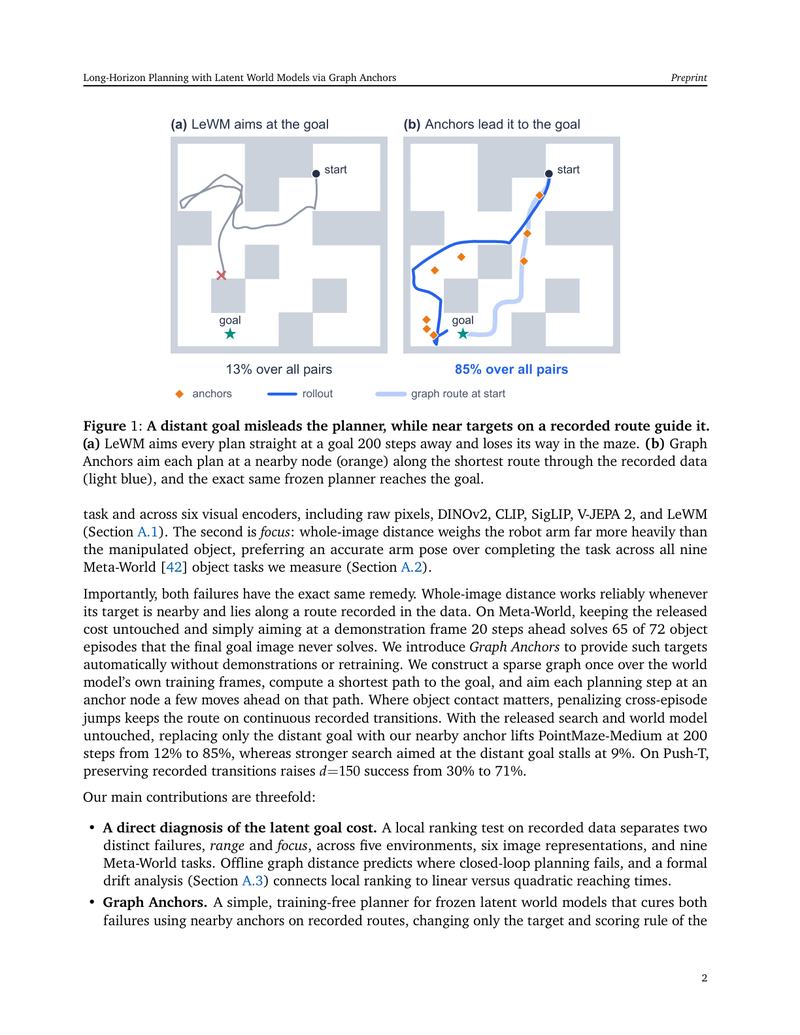 Long-Horizon Planning with Latent World Models via Graph Anchors
Preprint
(a) LeWM aims at the goal
(b) Anchors lead it to the goal
start
start
goal
goal
13% over all pairs
85% over all pairs
anchors
rollout
graph route at start
Figure 1: A distant goal misleads the planner, while near targets on a recorded route guide it.
(a) LeWM aims every plan straight at a goal 200 steps away and loses its way in the maze. (b) Graph
Anchors aim each plan at a nearby node (orange) along the shortest route through the recorded data
(light blue), and the exact same frozen planner reaches the goal.
task and across six visual encoders, including raw pixels, DINOv2, CLIP, SigLIP, V-JEPA 2, and LeWM
(Section A.1). The second is focus: whole-image distance weighs the robot arm far more heavily than
the manipulated object, preferring an accurate arm pose over completing the task across all nine
Meta-World [42] object tasks we measure (Section A.2).
Importantly, both failures have the exact same remedy. Whole-image distance works reliably whenever
its target is nearby and lies along a route recorded in the data. On Meta-World, keeping the released
cost untouched and simply aiming at a demonstration frame 20 steps ahead solves 65 of 72 object
episodes that the final goal image never solves. We introduce Graph Anchors to provide such targets
automatically without demonstrations or retraining. We construct a sparse graph once over the world
model's own training frames, compute a shortest path to the goal, and aim each planning step at an
anchor node a few moves ahead on that path. Where object contact matters, penalizing cross-episode
jumps keeps the route on continuous recorded transitions. With the released search and world model
untouched, replacing only the distant goal with our nearby anchor lifts PointMaze-Medium at 200
steps from 12% to 85%, whereas stronger search aimed at the distant goal stalls at 9%. On Push-T,
preserving recorded transitions raises d=150 success from 30% to 71%.
Our main contributions are threefold:
• A direct diagnosis of the latent goal cost. A local ranking test on recorded data separates two
distinct failures, range and focus, across five environments, six image representations, and nine
Meta-World tasks. Offline graph distance predicts where closed-loop planning fails, and a formal
drift analysis (Section A.3) connects local ranking to linear versus quadratic reaching times.
• Graph Anchors. A simple, training-free planner for frozen latent world models that cures both
failures using nearby anchors on recorded routes, changing only the target and scoring rule of the
2